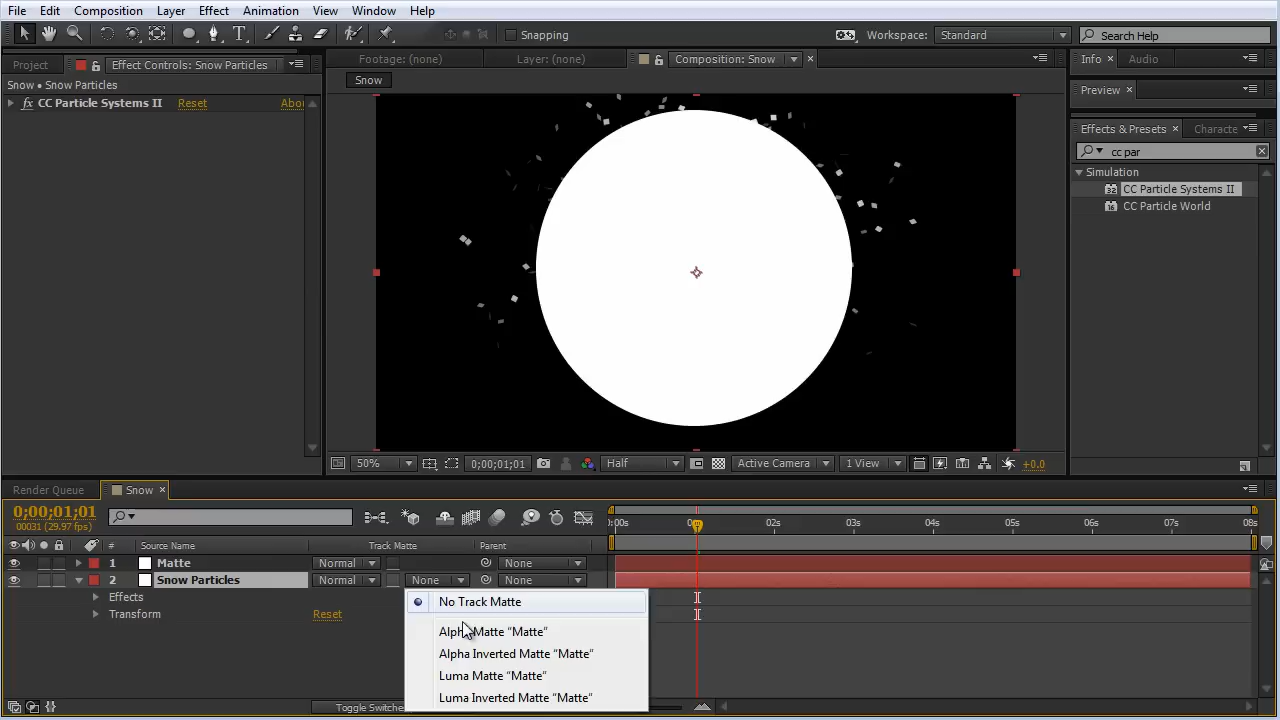 File Edit Composition Layer Effect Animation View Window Help
Snapping Workspace: Standard Search Help
Project Effect Controls: Snow Particles Footage: (none) Layer: (none) Composition: Snow Info Audio
Snow • Snow Particles Snow
fx CC Particle Systems II Reset Abou
Preview
Effects & Presets Characte
cc par
Simulation
32 CC Particle Systems II
16 CC Particle World
50% 0;00;01;01 Half Active Camera 1 View +0.0
Render Queue Snow
0;00;01;01
00031 (29.97 fps)
:00s 02s 03s 04s 05s 06s 07s 08s
# Source Name Track Matte Parent
1 Matte Normal None
2 Snow Particles Normal None None
Effects
Transform Reset
No Track Matte
Alpha Matte "Matte"
Alpha Inverted Matte "Matte"
Luma Matte "Matte"
Luma Inverted Matte "Matte"
Toggle Switche